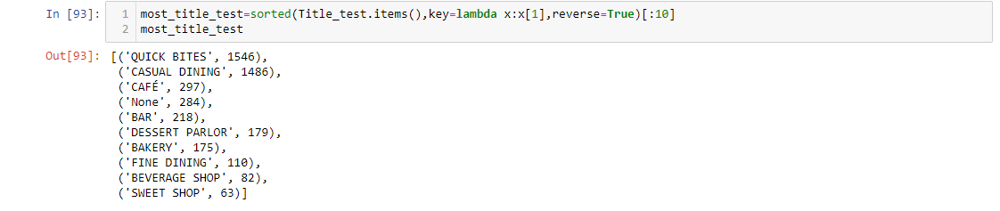 In [93]:
1 most_title_test=sorted(Title_test.items(),key=lambda x:x[1],reverse=True)[:10]
2 most_title_test
Out[93]: [('QUICK BITES', 1546),
('CASUAL DINING', 1486),
('CAFÉ', 297),
('None', 284),
('BAR', 218),
('DESSERT PARLOR', 179),
('BAKERY', 175),
('FINE DINING', 110),
('BEVERAGE SHOP', 82),
('SWEET SHOP', 63)]